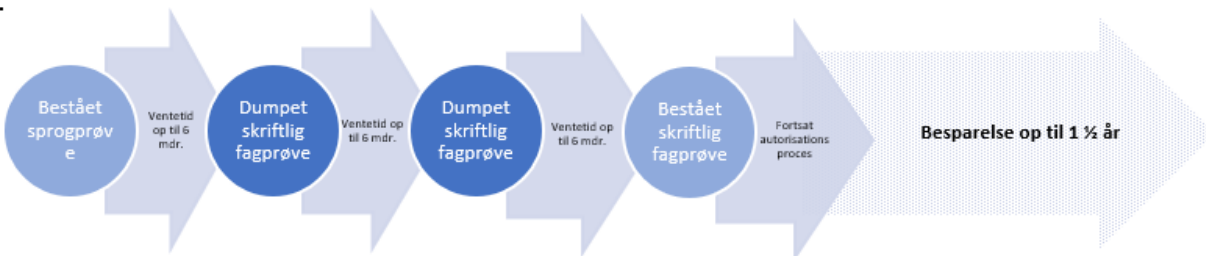 Bestået
sprogprøv
e
Ventetid
op til 6
mdr.
Dumpet
skriftlig
fagprøve
Ventetid op
til 6 mdr.
Dumpet
skriftlig
fagprøve
Ventetid op
til 6 mdr.
Bestået
skriftlig
fagprøve
Fortsat
autorisations
proces
Besparelse op til 1 ½ år